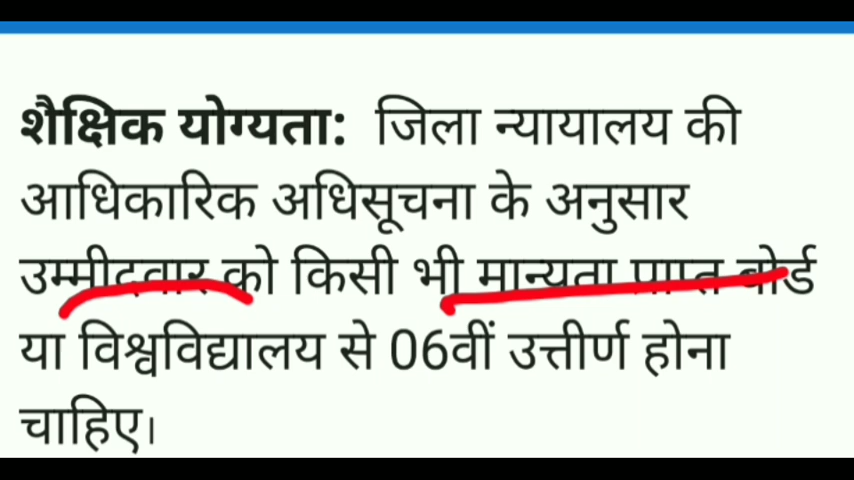 शैक्षिक योग्यता: जिला न्यायालय की
आधिकारिक अधिसूचना के अनुसार
उम्मीदवार को किसी भी मान्यता प्राप्त बोर्ड
या विश्वविद्यालय से 06वीं उत्तीर्ण होना
चाहिए।